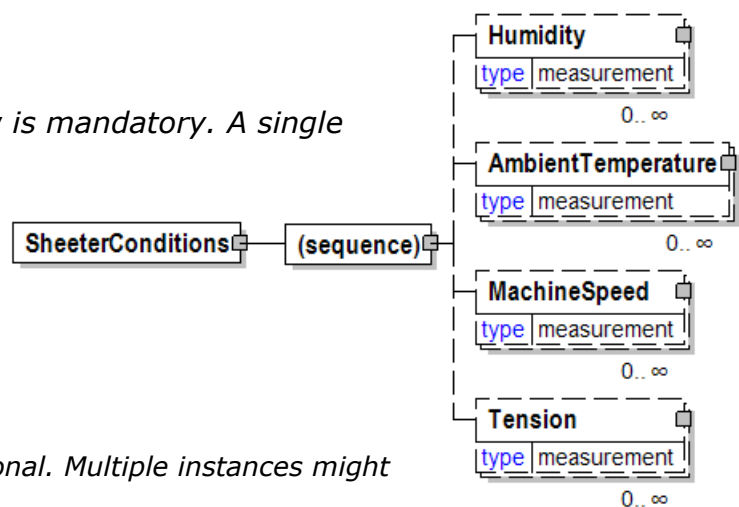 Humidity
type measurement
0.. ∞
y is mandatory. A single
AmbientTemperature
type measurement
0.. ∞
SheeterConditions
(sequence)
MachineSpeed
type measurement
0.. ∞
Tension
type measurement
onal. Multiple instances might
0.. ∞